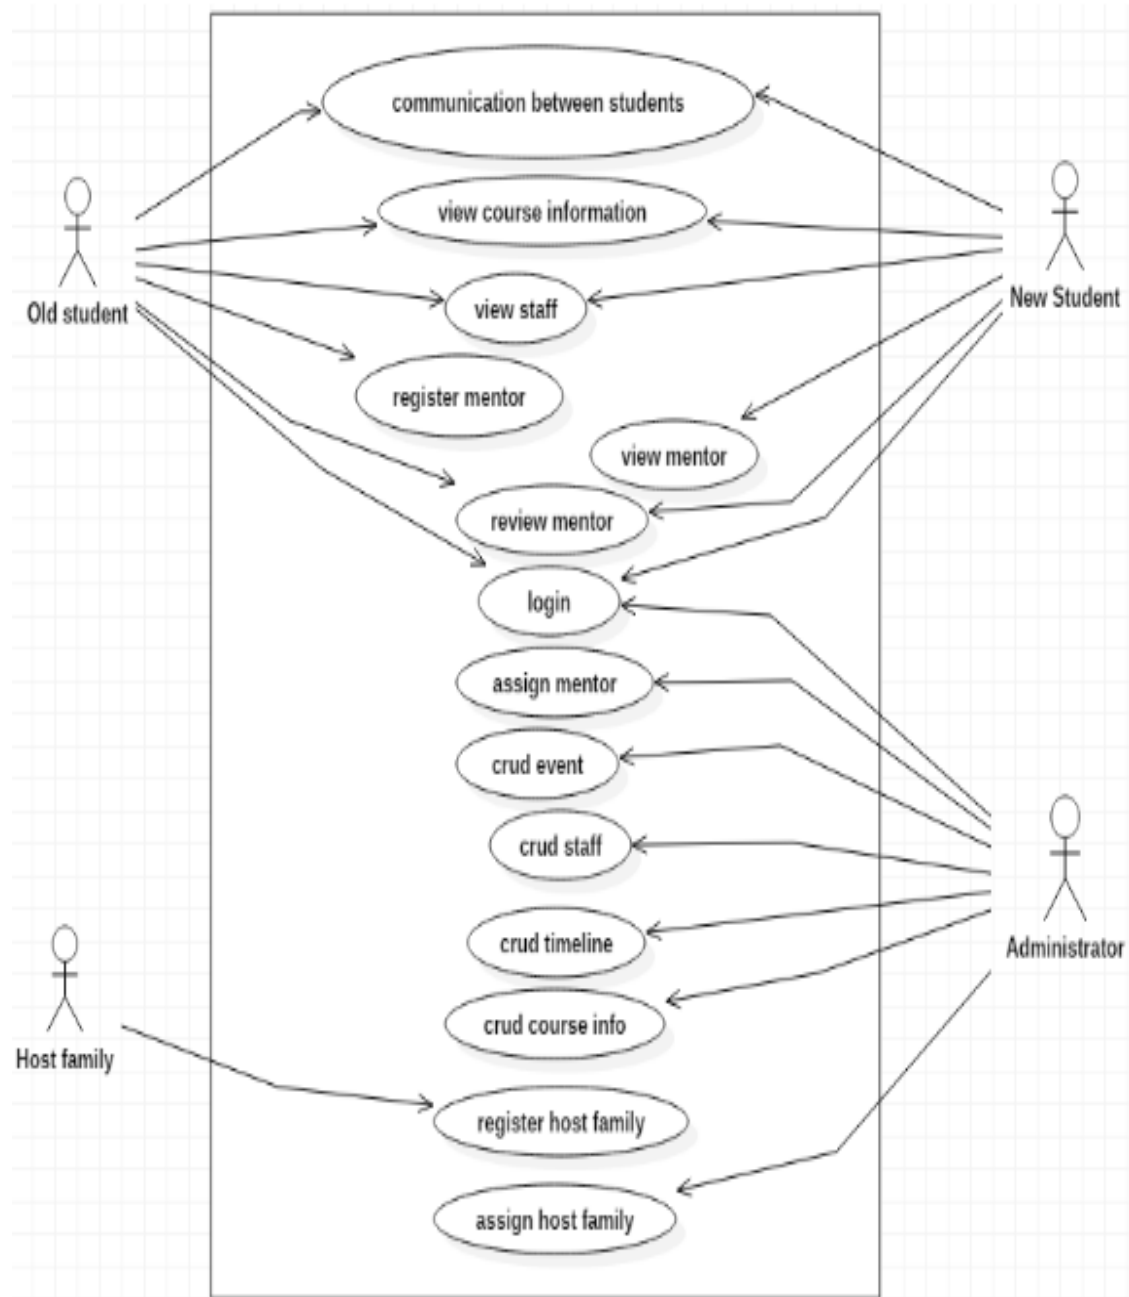 communication between students
view course information
view staff
Old student
New Student
register mentor
view mentor
review mentor
login
assign mentor
crud event
crud staff
crud timeline
Administrator
crud course info
Host family
register host family
assign host family